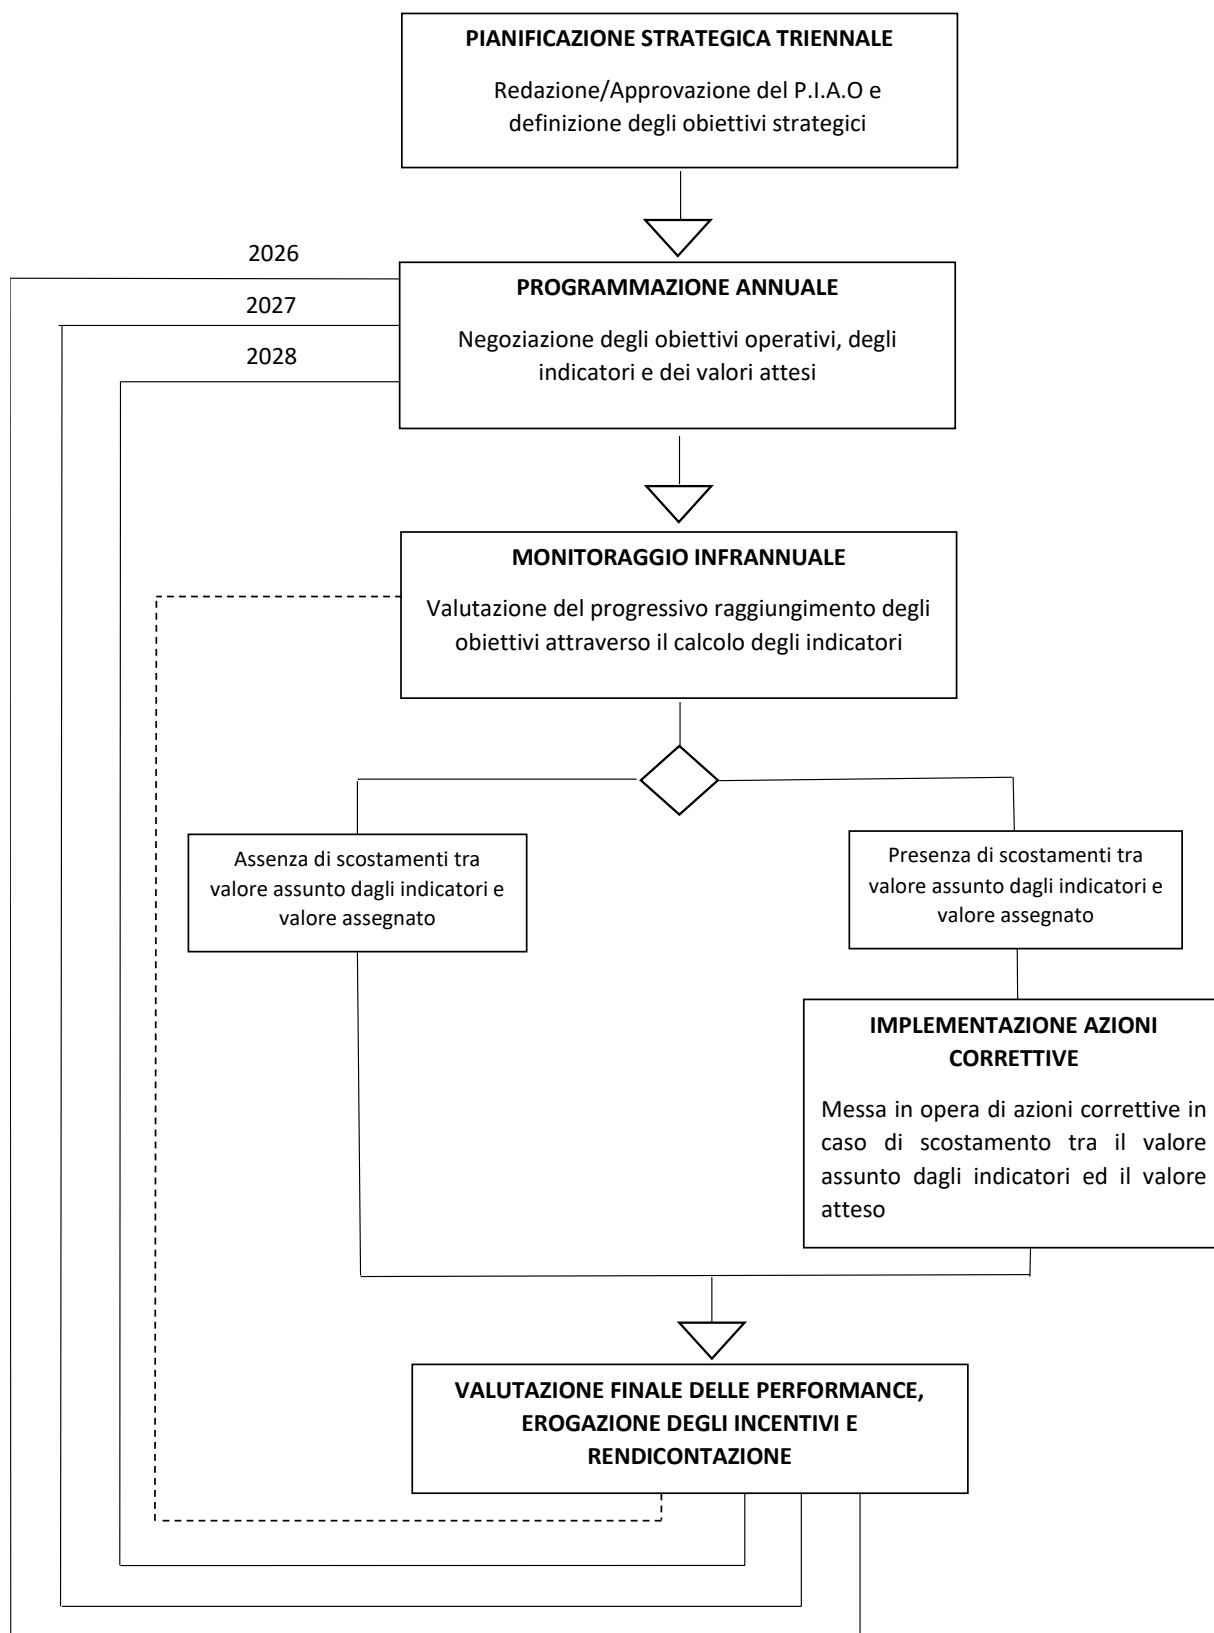 PIANIFICAZIONE STRATEGICA TRIENNALE
Redazione/Approvazione del P.I.A.O e
definizione degli obiettivi strategici
2026
2027
2028
PROGRAMMAZIONE ANNUALE
Negoziazione degli obiettivi operativi, degli
indicatori e dei valori attesi
MONITORAGGIO INFRANNUALE
Valutazione del progressivo raggiungimento degli
obiettivi attraverso il calcolo degli indicatori
Assenza di scostamenti tra
valore assunto dagli indicatori e
valore assegnato
Presenza di scostamenti tra
valore assunto dagli indicatori e
valore assegnato
IMPLEMENTAZIONE AZIONI
CORRETTIVE
Messa in opera di azioni correttive in
caso di scostamento tra il valore
assunto dagli indicatori ed il valore
atteso
VALUTAZIONE FINALE DELLE PERFORMANCE,
EROGAZIONE DEGLI INCENTIVI E
RENDICONTAZIONE